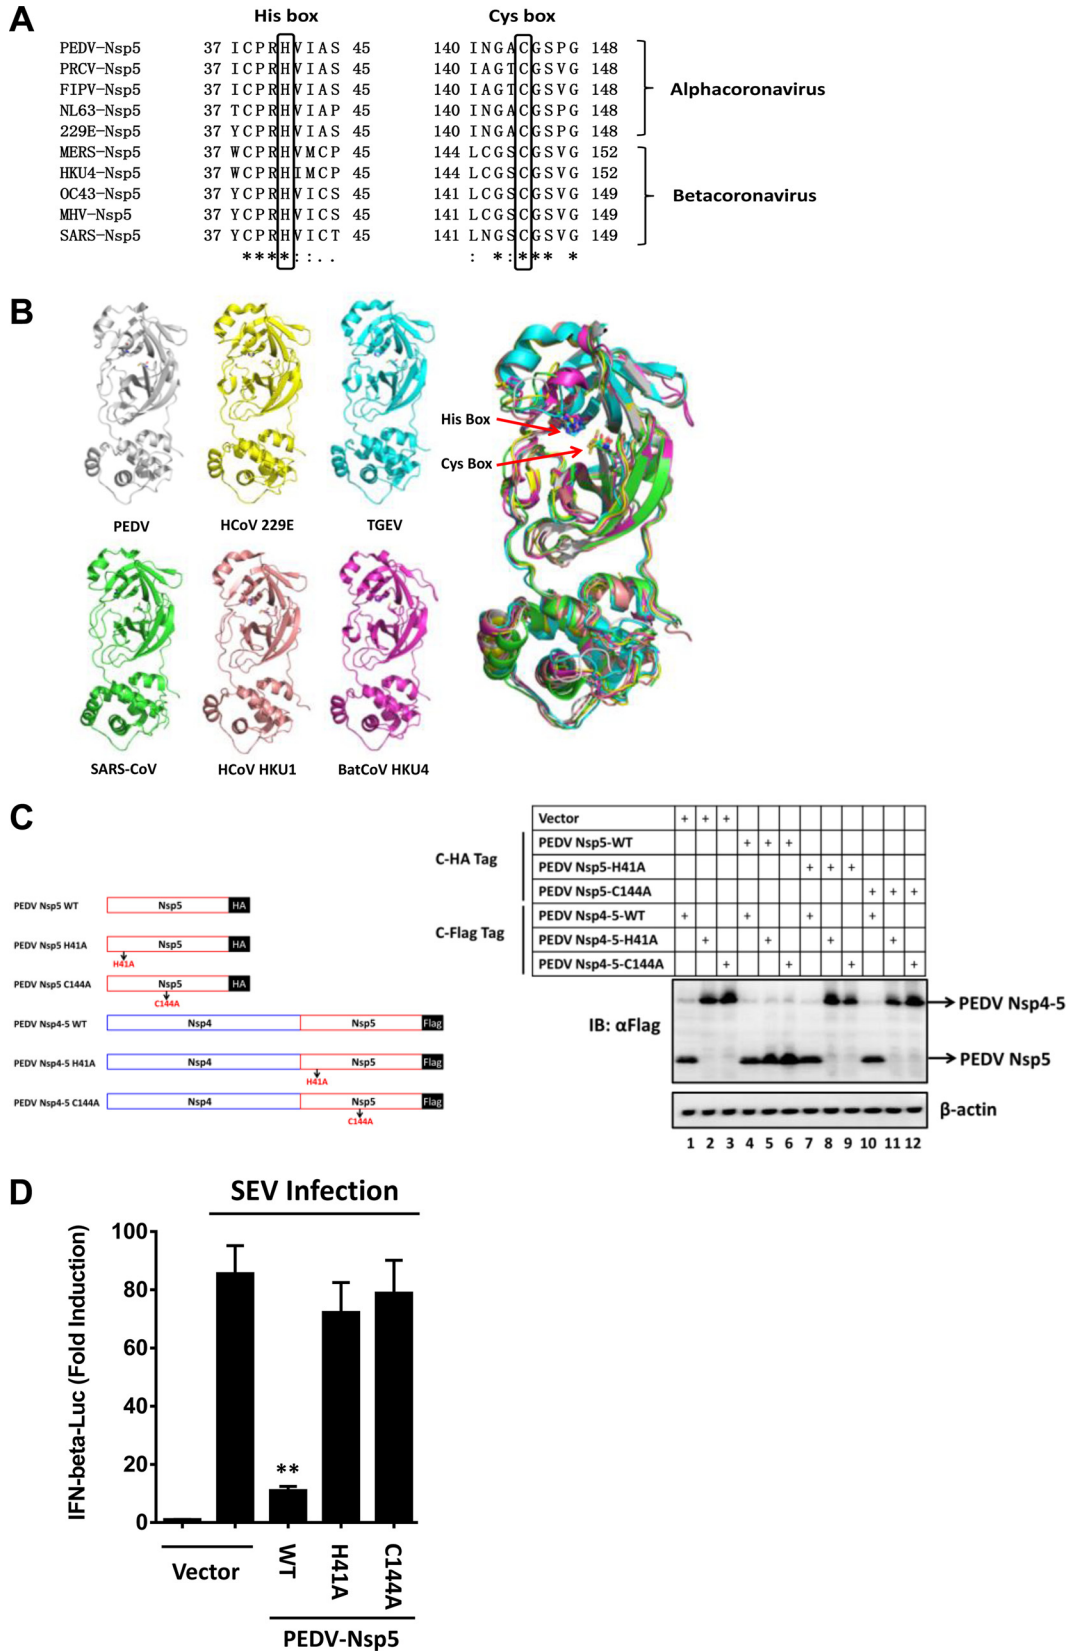 A
His box
Cys box
PEDV-Nsp5 37 ICPRHVIAS 45 140 INGACGSPG 148
PRCV-Nsp5 37 ICPRHVIAS 45 140 IAGTCGSVG 148
FIPV-Nsp5 37 ICPRHVIAS 45 140 IAGTCGSVG 148
NL63-Nsp5 37 TCPRHVIAP 45 140 INGACGSPG 148
229E-Nsp5 37 YCPRHVIAS 45 140 INGACGSPG 148
Alphacoronavirus
MERS-Nsp5 37 WCPRHVMCP 45 144 LCGSCGSVG 152
HKU4-Nsp5 37 WCPRHIMCP 45 144 LCGSCGSVG 152
OC43-Nsp5 37 YCPRHVICS 45 141 LCGSCGSVG 149
MHV-Nsp5 37 YCPRHVICS 45 141 LCGSCGSVG 149
SARS-Nsp5 37 YCPRHVICT 45 141 LNGSCGSVG 149
Betacoronavirus
****::.. : *:*** *
B
His Box
Cys Box
PEDV
HCoV 229E
TGEV
SARS-CoV
HCoV HKU1
BatCoV HKU4
C
PEDV Nsp5 WT Nsp5 HA
PEDV Nsp5 H41A Nsp5 HA
H41A
PEDV Nsp5 C144A Nsp5 HA
C144A
PEDV Nsp4-5 WT Nsp4 Nsp5 Flag
PEDV Nsp4-5 H41A Nsp4 Nsp5 Flag
H41A
PEDV Nsp4-5 C144A Nsp4 Nsp5 Flag
C144A
C-HA Tag
C-Flag Tag
Vector + + +
PEDV Nsp5-WT + + +
PEDV Nsp5-H41A + + +
PEDV Nsp5-C144A + + +
PEDV Nsp4-5-WT + + + +
PEDV Nsp4-5-H41A + + + +
PEDV Nsp4-5-C144A + + + +
IB: αFlag
PEDV Nsp4-5
PEDV Nsp5
β-actin
1 2 3 4 5 6 7 8 9 10 11 12
D
SEV Infection
IFN-beta-Luc (Fold Induction)
100
80
60
40
20
0
**
Vector
WT
H41A
C144A
PEDV-Nsp5